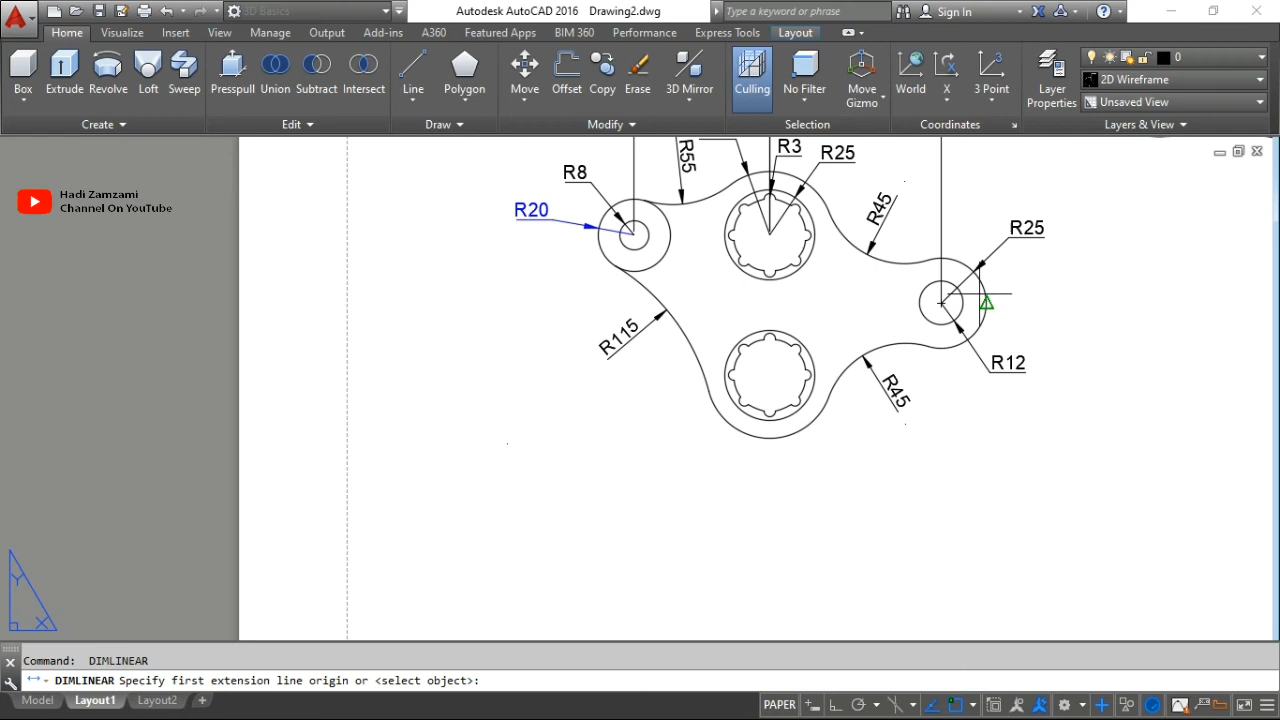 3D Basics
Autodesk AutoCAD 2016 Drawing2.dwg
Type a keyword or phrase
Sign In
Home Visualize Insert View Manage Output Add-ins A360 Featured Apps BIM 360 Performance Express Tools Layout
Box Extrude Revolve Loft Sweep Presspull Union Subtract Intersect Line Polygon Move Offset Copy Erase 3D Mirror Culling No Filter Move Gizmo World X 3 Point Layer Properties
0
2D Wireframe
Unsaved View
Create Edit Draw Modify Selection Coordinates Layers & View
Hadi Zamzami
Channel On YouTube
R8
R55
R3
R25
R20
R45
R25
R115
R12
R45
Y
X
Command: DIMLINEAR
DIMLINEAR Specify first extension line origin or <select object>:
Model Layout1 Layout2 +
PAPER